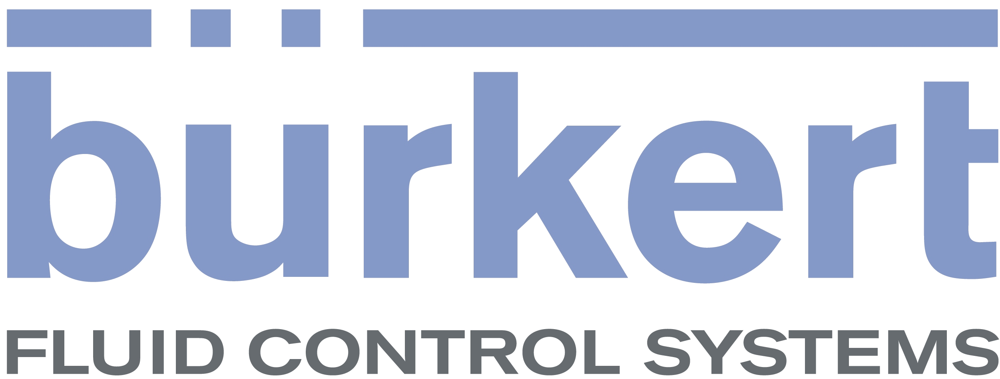 bürkert
FLUID CONTROL SYSTEMS